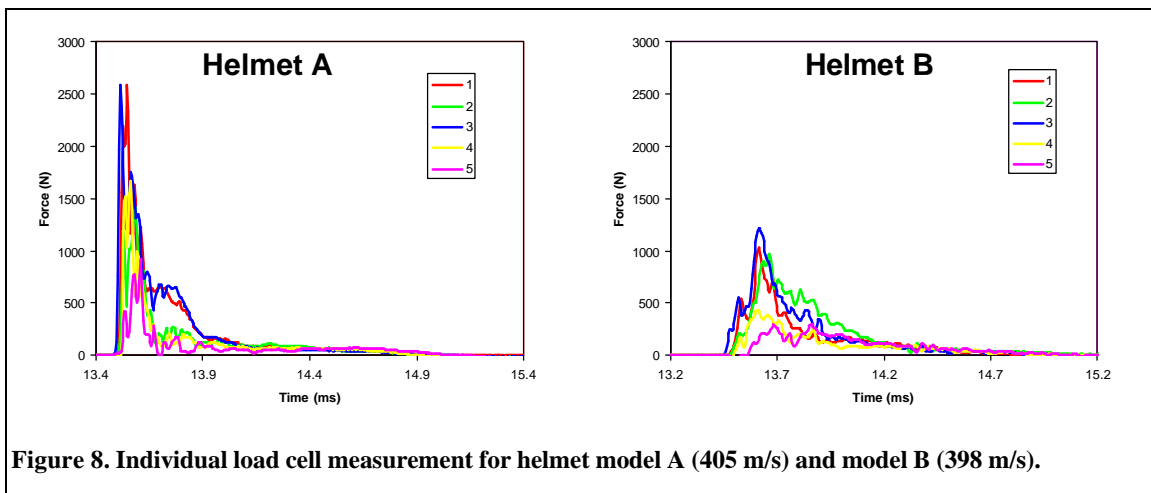 Helmet A
3000
2500
2000
1500
1000
500
0
Force (N)
13.4 13.9 14.4 14.9 15.4
Time (ms)
1
2
3
4
5
Helmet B
3000
2500
2000
1500
1000
500
0
Force (N)
13.2 13.7 14.2 14.7 15.2
Time (ms)
1
2
3
4
5
Figure 8. Individual load cell measurement for helmet model A (405 m/s) and model B (398 m/s).